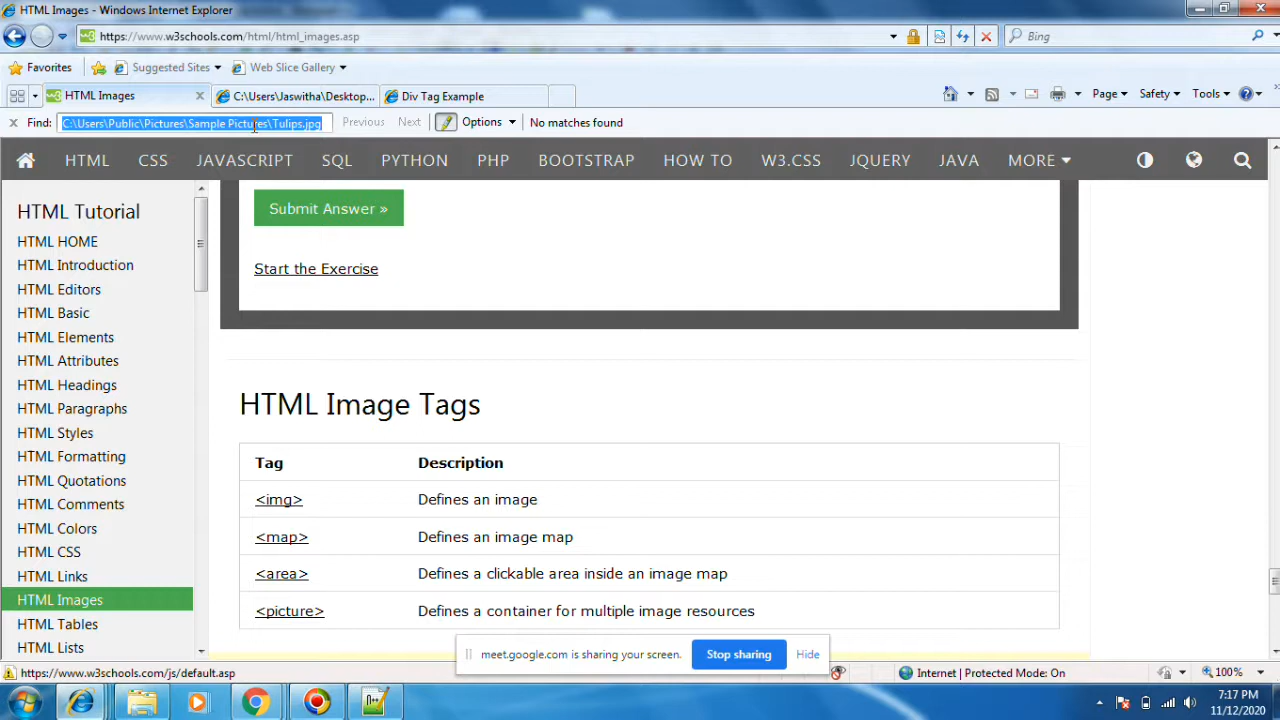 HTML Images - Windows Internet Explorer
https://www.w3schools.com/html/html_images.asp
Bing
Favorites
Suggested Sites
Web Slice Gallery
HTML Images
C:\Users\Jaswitha\Desktop...
Div Tag Example
Page
Safety
Tools
Find:
C:\Users\Public\Pictures\Sample Pictures\Tulips.jpg
Previous
Next
Options
No matches found
HTML
CSS
JAVASCRIPT
SQL
PYTHON
PHP
BOOTSTRAP
HOW TO
W3.CSS
JQUERY
JAVA
MORE
HTML Tutorial
HTML HOME
HTML Introduction
HTML Editors
HTML Basic
HTML Elements
HTML Attributes
HTML Headings
HTML Paragraphs
HTML Styles
HTML Formatting
HTML Quotations
HTML Comments
HTML Colors
HTML CSS
HTML Links
HTML Images
HTML Tables
HTML Lists
Submit Answer »
Start the Exercise
HTML Image Tags
Tag Description
<img> Defines an image
<map> Defines an image map
<area> Defines a clickable area inside an image map
<picture> Defines a container for multiple image resources
meet.google.com is sharing your screen.
Stop sharing
Hide
https://www.w3schools.com/js/default.asp
Internet | Protected Mode: On
100%
7:17 PM
11/12/2020